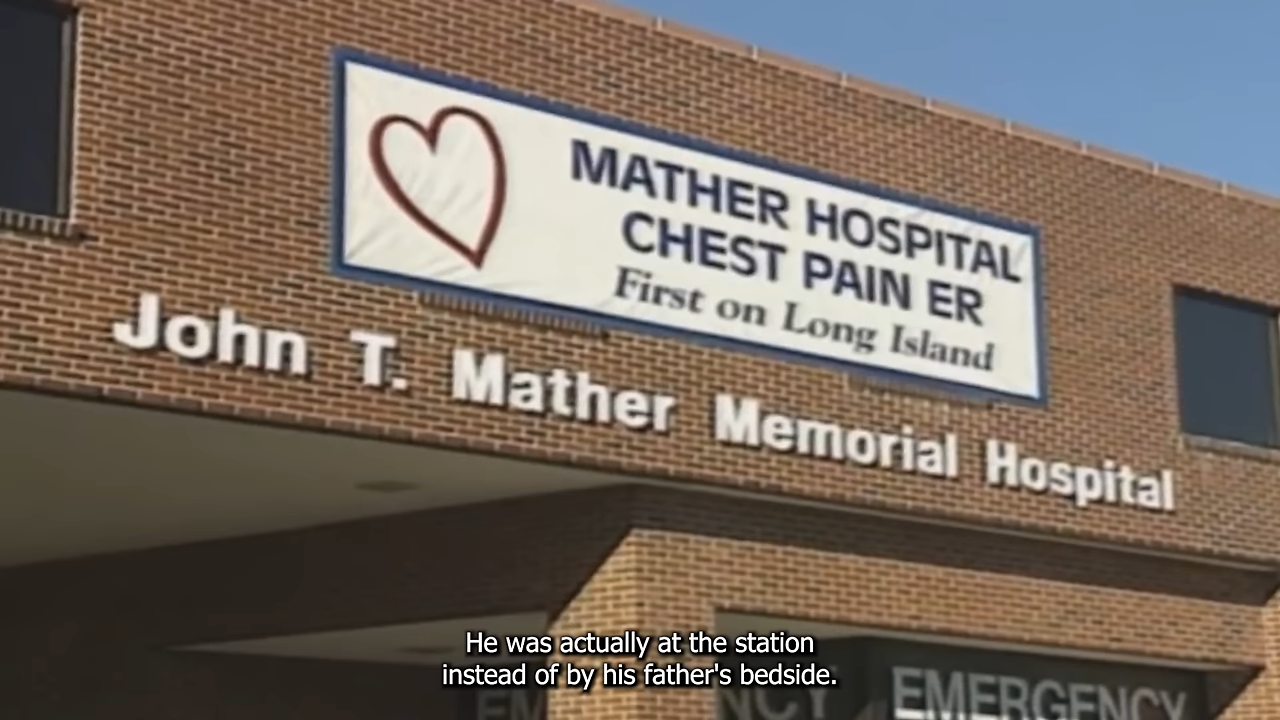 MATHER HOSPITAL
CHEST PAIN ER
First on Long Island
John T. Mather Memorial Hospital
EMERGENCY
He was actually at the station
instead of by his father's bedside.